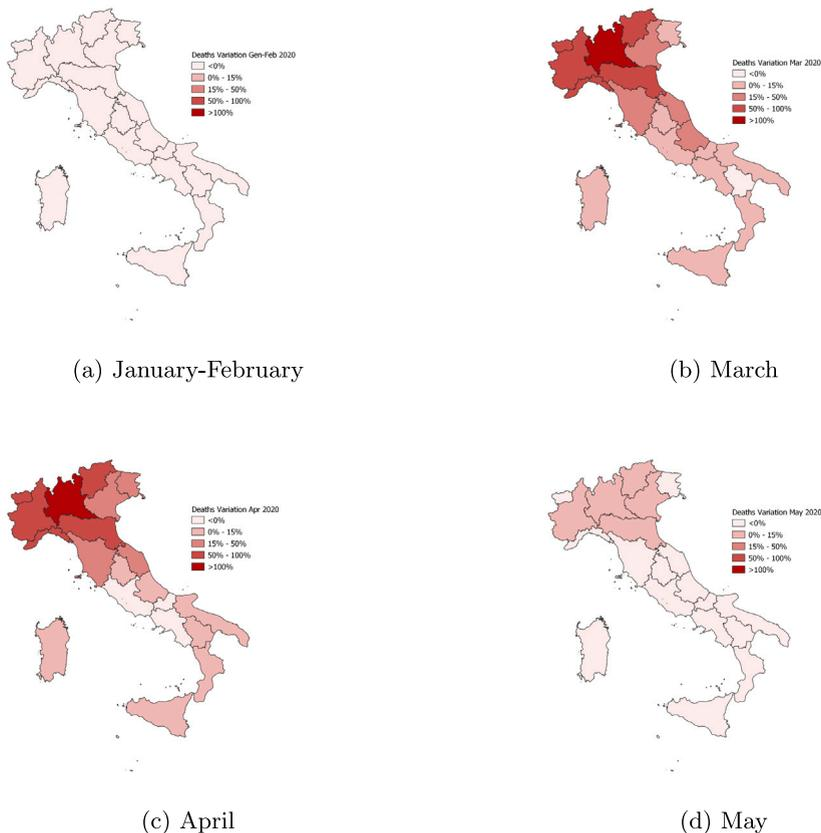 Deaths Variation Gen-Feb 2020
<0%
0% - 15%
15% - 50%
50% - 100%
>100%
(a) January-February
Deaths Variation Mar 2020
<0%
0% - 15%
15% - 50%
50% - 100%
>100%
(b) March
Deaths Variation Apr 2020
<0%
0% - 15%
15% - 50%
50% - 100%
>100%
(c) April
Deaths Variation May 2020
<0%
0% - 15%
15% - 50%
50% - 100%
>100%
(d) May